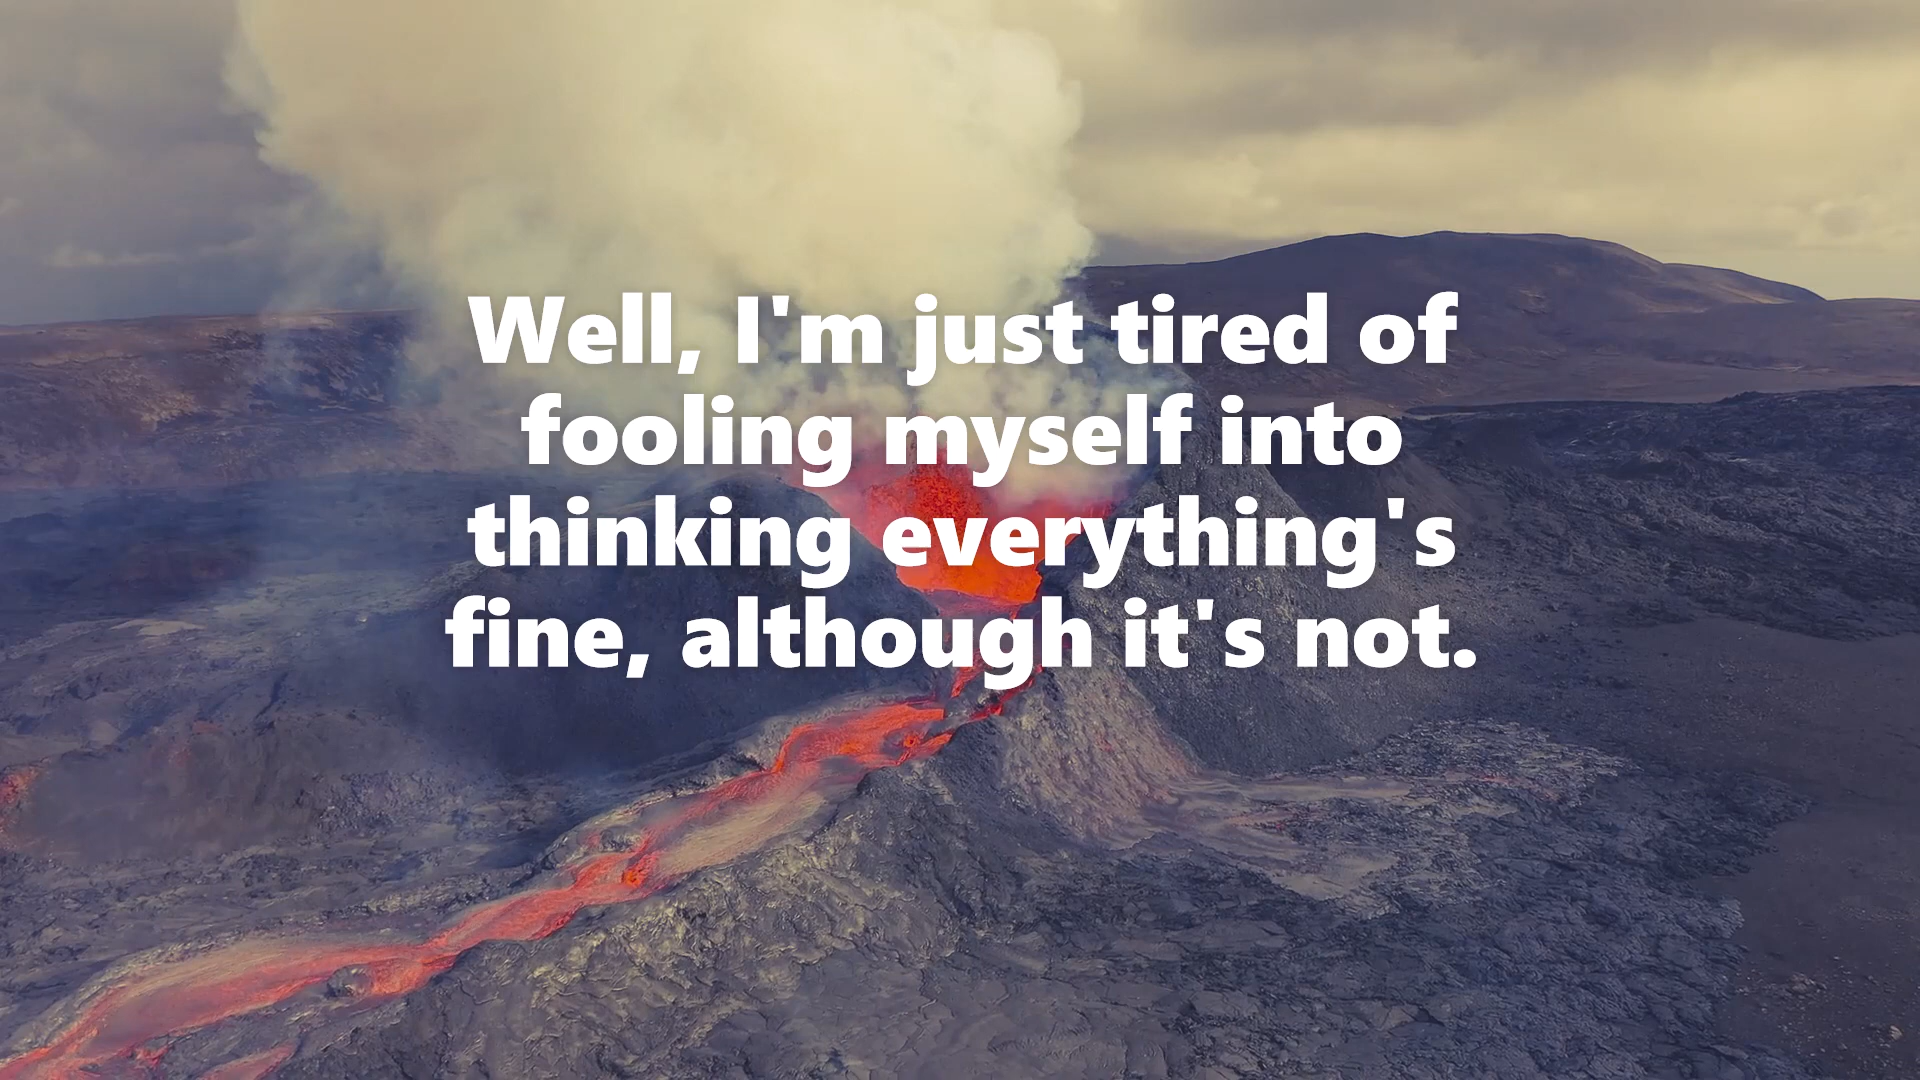 Well, I'm just tired of
fooling myself into
thinking everything's
fine, although it's not.